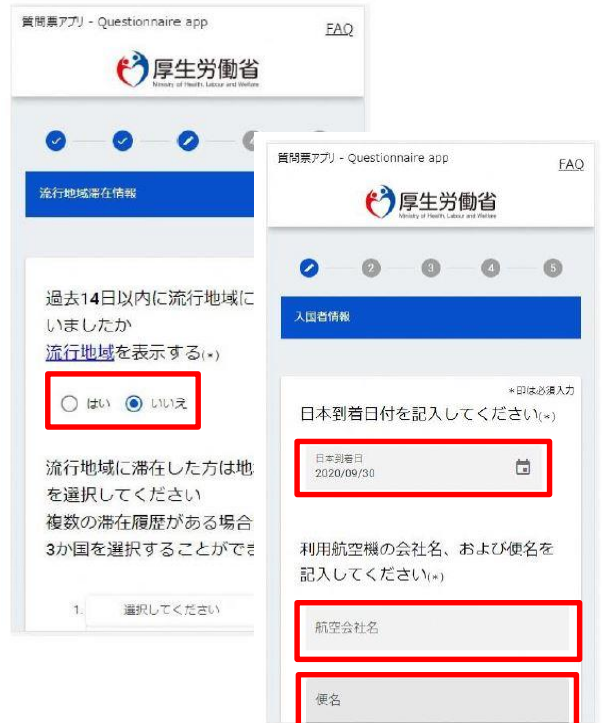 質問票アプリ - Questionnaire app
FAQ
厚生労働省
Ministry of Health, Labour and Welfare
流行地域滞在情報
過去14日以内に流行地域に
いましたか
流行地域を表示する(*)
はい いいえ
流行地域に滞在した方は地
を選択してください
複数の滞在履歴がある場合
3か国を選択することができ
1. 選択してください
質問票アプリ - Questionnaire app
FAQ
厚生労働省
Ministry of Health, Labour and Welfare
2 3 4 5
入国者情報
*印は必須入力
日本到着日付を記入してください(*)
日本到着日
2020/09/30
利用航空機の会社名、および便名を
記入してください(*)
航空会社名
便名